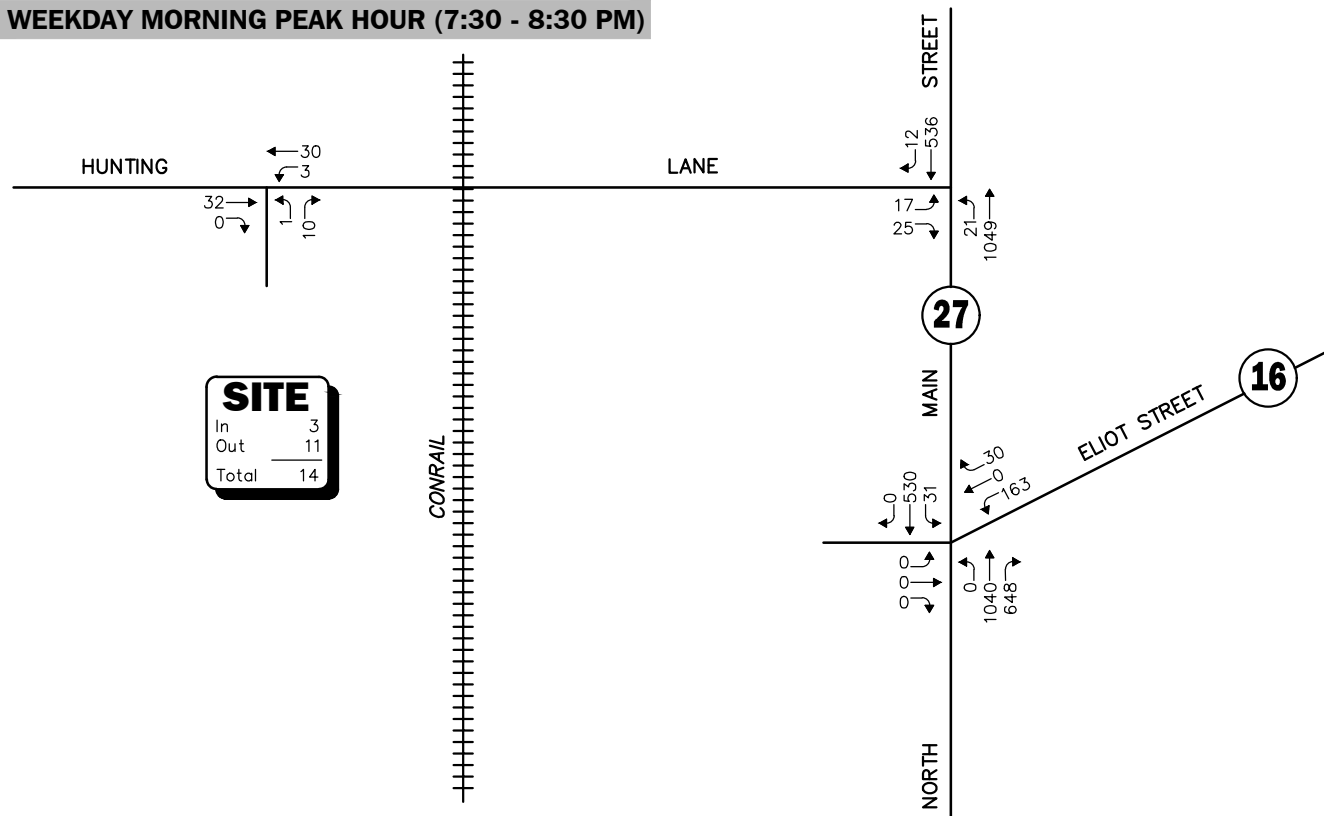 WEEKDAY MORNING PEAK HOUR (7:30 - 8:30 PM)
STREET
12
536
HUNTING
30
3
LANE
32
0
1
10
17
25
21
1049
27
SITE
In 3
Out 11
Total 14
CONRAIL
MAIN
16
ELIOT STREET
0
530
31
30
0
163
0
0
0
0
1040
648
NORTH